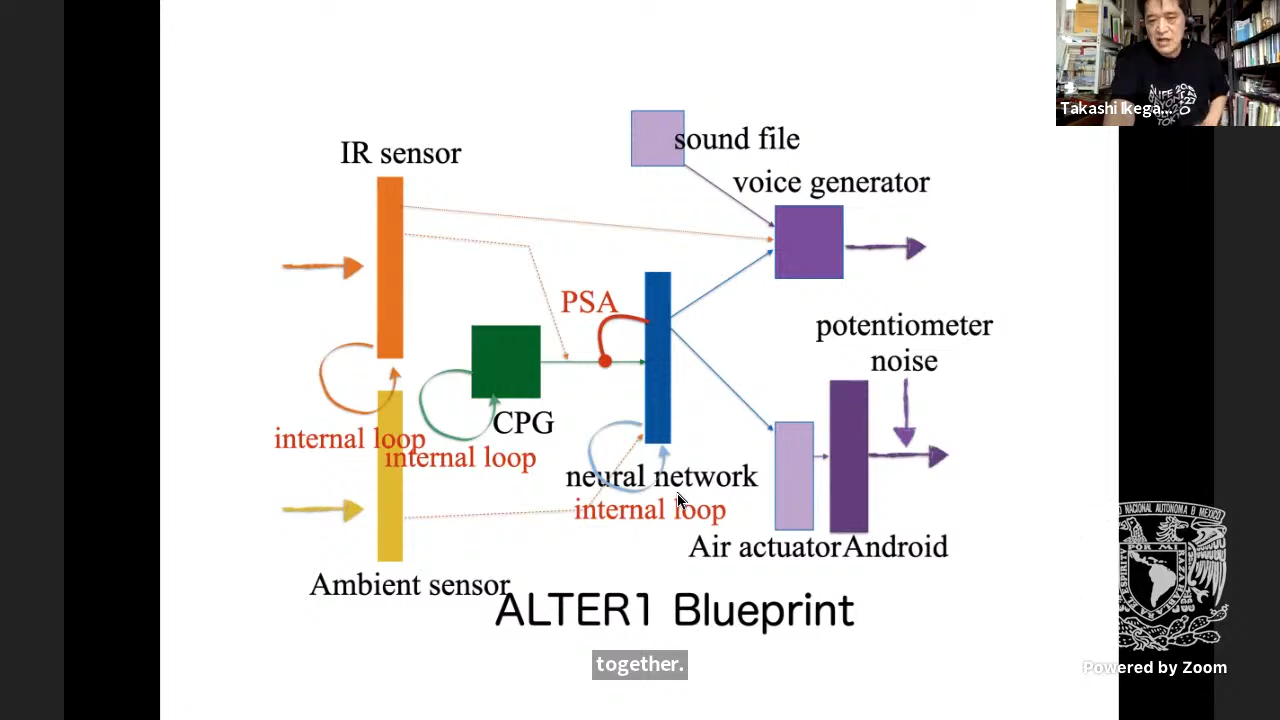 Takashi Ikega...
sound file
IR sensor
voice generator
PSA
potentiometer
noise
CPG
internal loop
internal loop
neural network
internal loop
Air actuator
Android
Ambient sensor
ALTER1 Blueprint
together.
Powered by Zoom